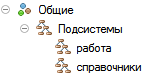 Общие
Подсистемы
работа
справочники